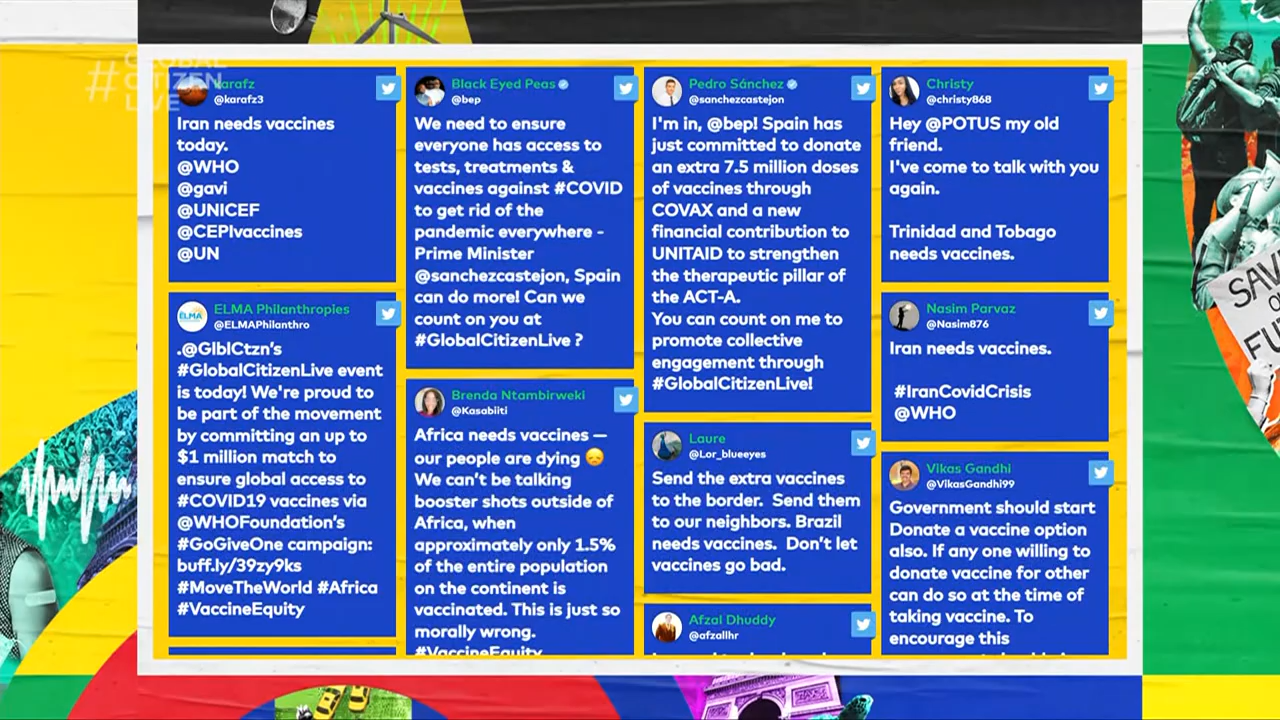 #GLOBAL
CITIZEN
LIVE
karafz
@karafz3
Iran needs vaccines
today.
@WHO
@gavi
@UNICEF
@CEPIvaccines
@UN
ELMA Philanthropies
@ELMAPhilanthro
ELMA
.@GlblCtzn's
#GlobalCitizenLive event
is today! We're proud to
be part of the movement
by committing an up to
$1 million match to
ensure global access to
#COVID19 vaccines via
@WHOFoundation's
#GoGiveOne campaign:
buff.ly/39zy9ks
#MoveTheWorld #Africa
#VaccineEquity
Black Eyed Peas
@bep
We need to ensure
everyone has access to
tests, treatments &
vaccines against #COVID
to get rid of the
pandemic everywhere -
Prime Minister
@sanchezcastejon, Spain
can do more! Can we
count on you at
#GlobalCitizenLive ?
Brenda Ntambirweki
@Kasabiiti
Africa needs vaccines —
our people are dying 😞
We can't be talking
booster shots outside of
Africa, when
approximately only 1.5%
of the entire population
on the continent is
vaccinated. This is just so
morally wrong.
#VaccineEquity
Pedro Sánchez
@sanchezcastejon
I'm in, @bep! Spain has
just committed to donate
an extra 7.5 million doses
of vaccines through
COVAX and a new
financial contribution to
UNITAID to strengthen
the therapeutic pillar of
the ACT-A.
You can count on me to
promote collective
engagement through
#GlobalCitizenLive!
Laure
@Lor_blueeyes
Send the extra vaccines
to the border. Send them
to our neighbors. Brazil
needs vaccines. Don't let
vaccines go bad.
Afzal Dhuddy
@afzallhr
Christy
@christy868
Hey @POTUS my old
friend.
I've come to talk with you
again.
Trinidad and Tobago
needs vaccines.
Nasim Parvaz
@Nasim876
Iran needs vaccines.
#IranCovidCrisis
@WHO
Vikas Gandhi
@VikasGandhi99
Government should start
Donate a vaccine option
also. If any one willing to
donate vaccine for other
can do so at the time of
taking vaccine. To
encourage this